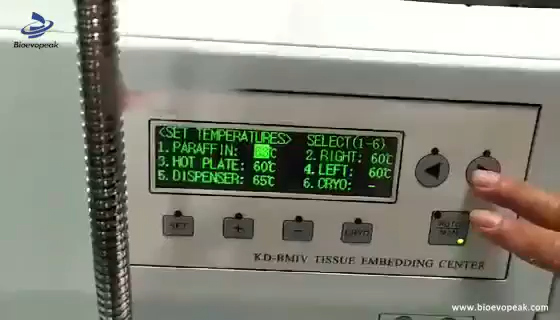 Bioevopeak
<SET TEMPERATURES> SELECT(1-6)
1.PARAFFIN: ℃ 2.RIGHT: 60℃
3.HOT PLATE: 60℃ 4.LEFT: 60℃
5.DISPENSER: 65℃ 6.CRYO: -
SET + -
KD-BMIV TISSUE EMBEDDING CENTER
www.bioevopeak.com